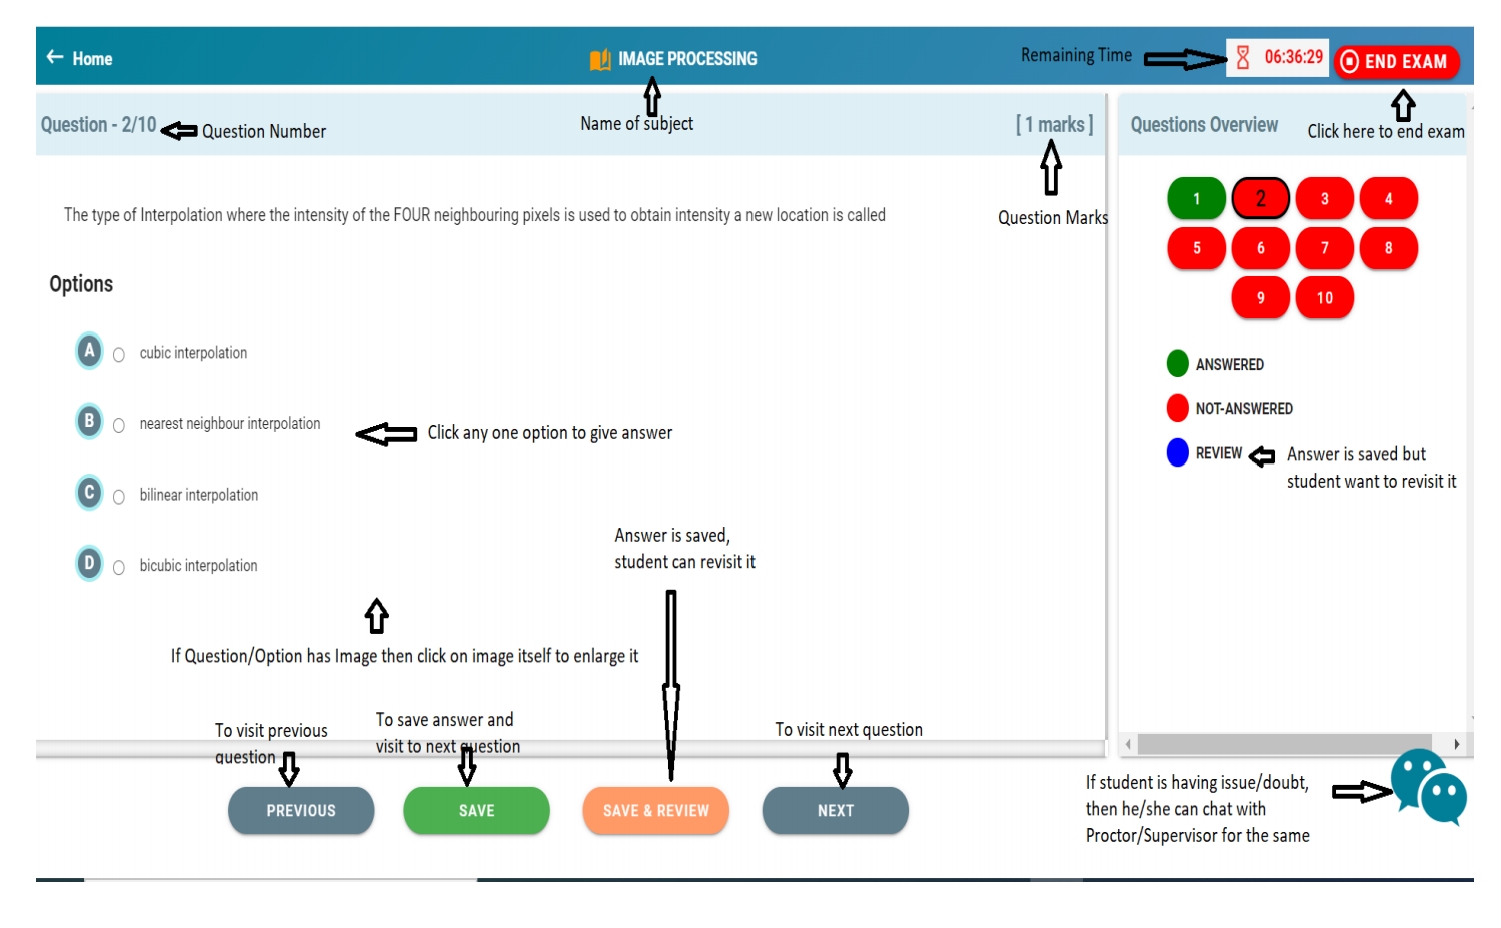 ← Home
IMAGE PROCESSING
Remaining Time
06:36:29
END EXAM
Question - 2/10
Question Number
Name of subject
[ 1 marks ]
Questions Overview
Click here to end exam
The type of Interpolation where the intensity of the FOUR neighbouring pixels is used to obtain intensity a new location is called
Question Marks
1 2 3 4
5 6 7 8
9 10
Options
A cubic interpolation
B nearest neighbour interpolation
Click any one option to give answer
C bilinear interpolation
D bicubic interpolation
ANSWERED
NOT-ANSWERED
REVIEW
Answer is saved but
student want to revisit it
Answer is saved,
student can revisit it
If Question/Option has Image then click on image itself to enlarge it
To visit previous
question
To save answer and
visit to next question
To visit next question
PREVIOUS
SAVE
SAVE & REVIEW
NEXT
If student is having issue/doubt,
then he/she can chat with
Proctor/Supervisor for the same